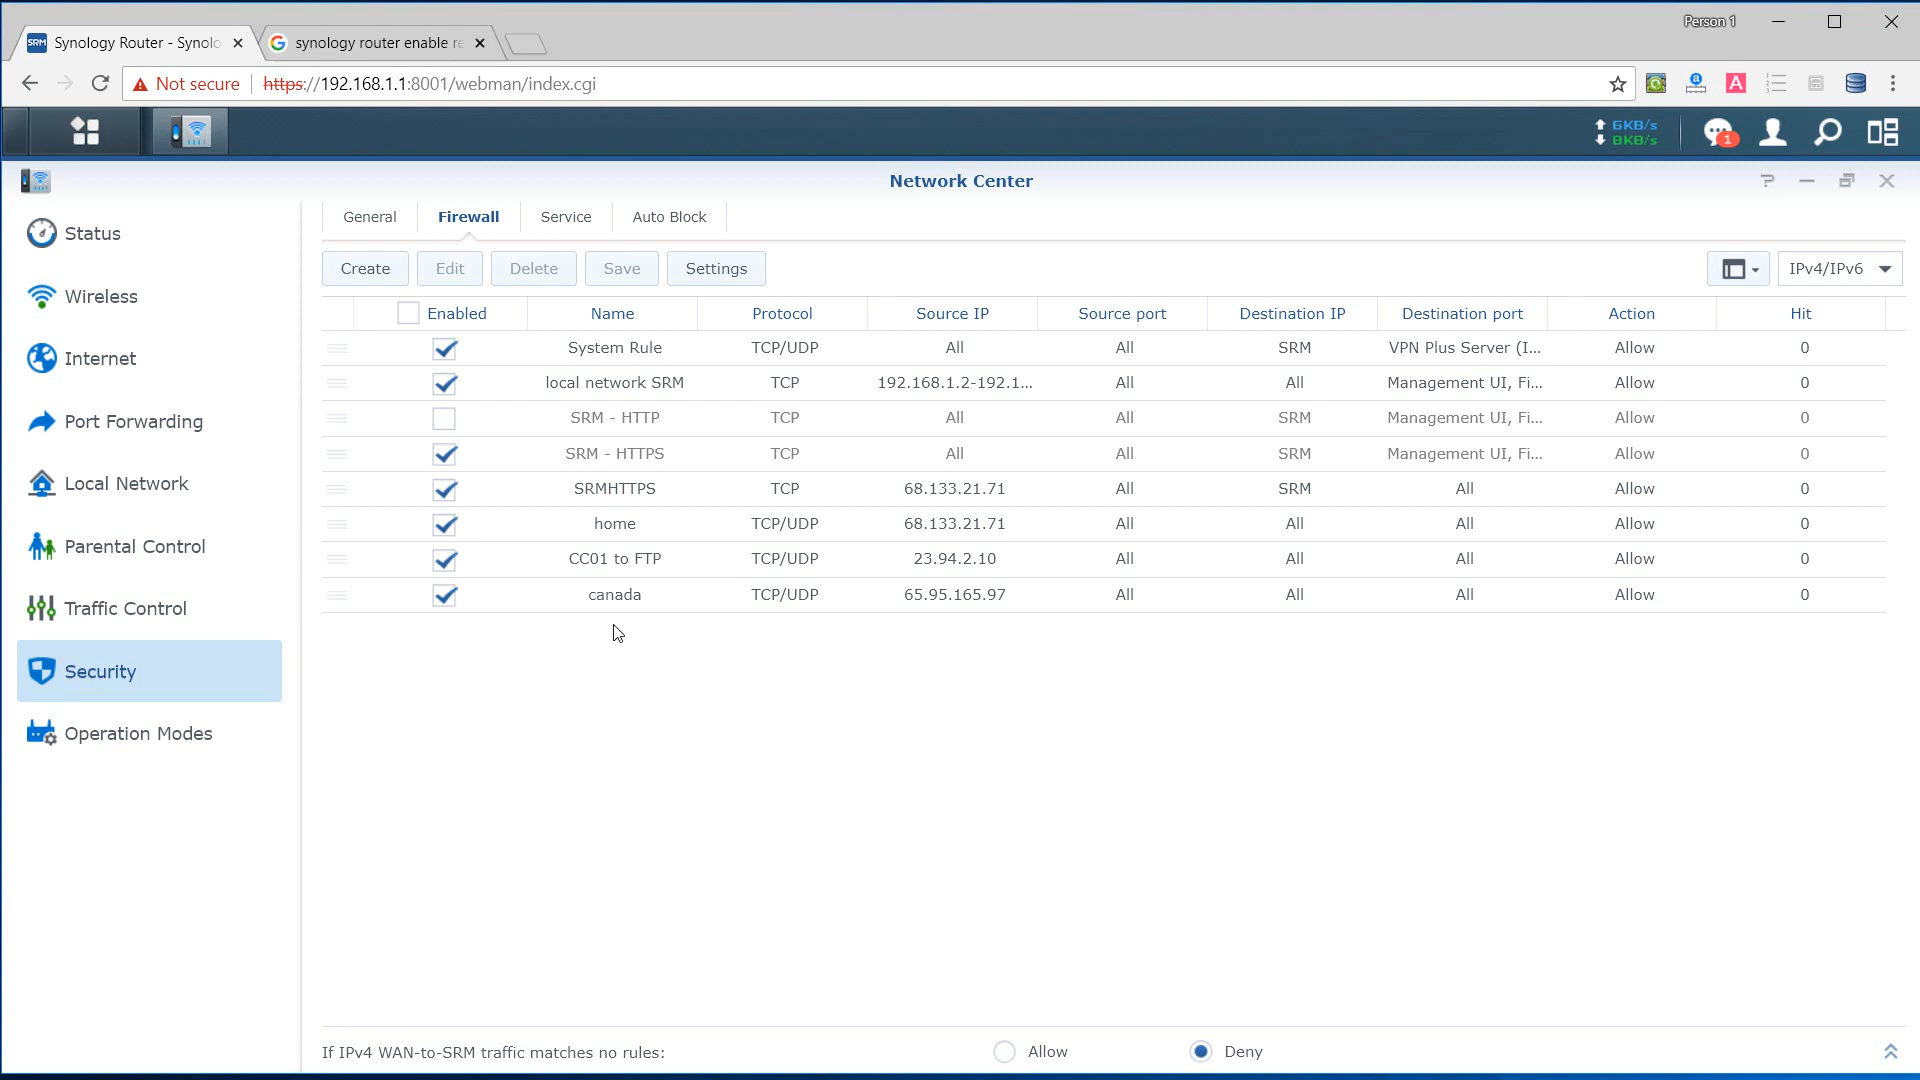 Person 1
SRM Synology Router - Synolo
synology router enable re
Not secure https://192.168.1.1:8001/webman/index.cgi
6KB/s
8KB/s
1
Network Center
Status
Wireless
Internet
Port Forwarding
Local Network
Parental Control
Traffic Control
Security
Operation Modes
General Firewall Service Auto Block
Create Edit Delete Save Settings IPv4/IPv6
Enabled Name Protocol Source IP Source port Destination IP Destination port Action Hit
System Rule TCP/UDP All All SRM VPN Plus Server (I... Allow 0
local network SRM TCP 192.168.1.2-192.1... All All Management UI, Fi... Allow 0
SRM - HTTP TCP All All SRM Management UI, Fi... Allow 0
SRM - HTTPS TCP All All SRM Management UI, Fi... Allow 0
SRMHTTPS TCP 68.133.21.71 All SRM All Allow 0
home TCP/UDP 68.133.21.71 All All All Allow 0
CC01 to FTP TCP/UDP 23.94.2.10 All All All Allow 0
canada TCP/UDP 65.95.165.97 All All All Allow 0
If IPv4 WAN-to-SRM traffic matches no rules: Allow Deny